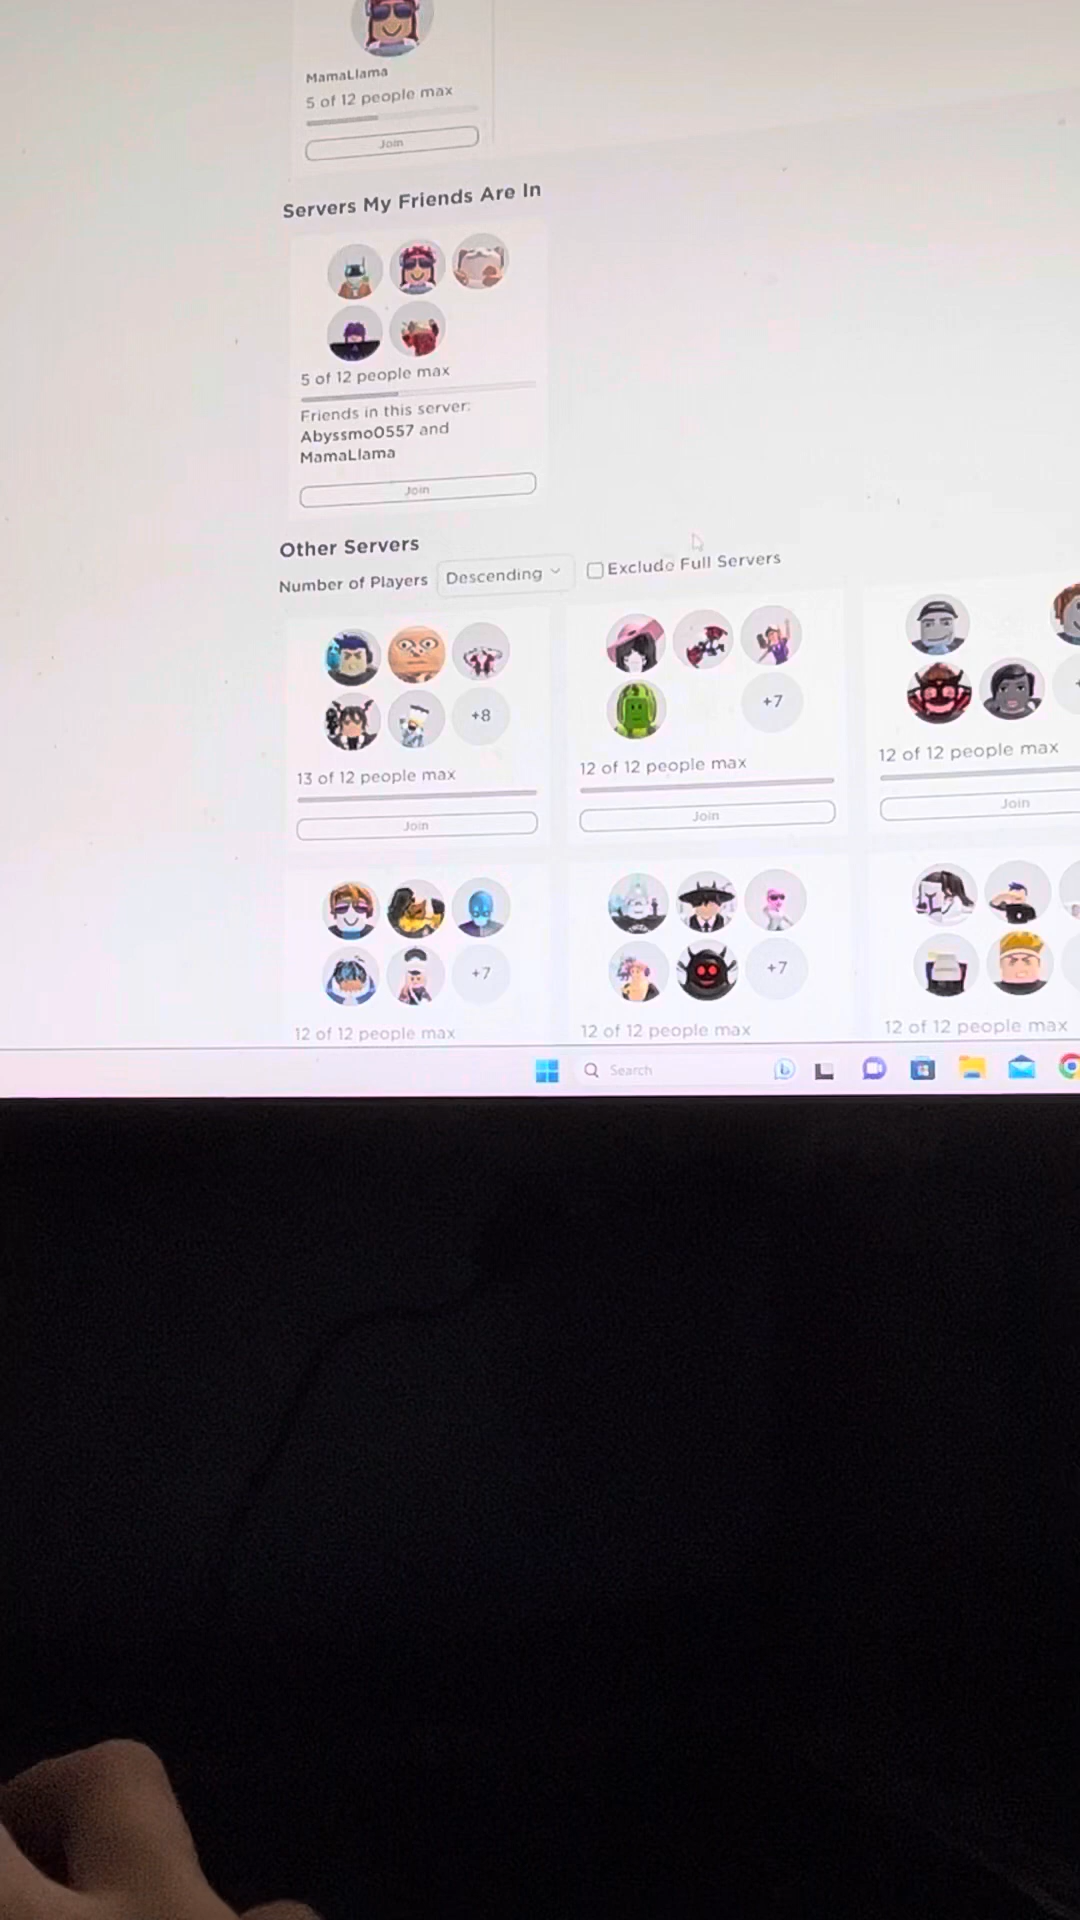 MamaLlama
5 of 12 people max
Join
Servers My Friends Are In
5 of 12 people max
Friends in this server:
Abyssmo0557 and
MamaLlama
Join
Other Servers
Number of Players Descending Exclude Full Servers
+8
+7
13 of 12 people max
12 of 12 people max
12 of 12 people max
Join
Join
Join
+7
+7
12 of 12 people max
12 of 12 people max
12 of 12 people max
Search